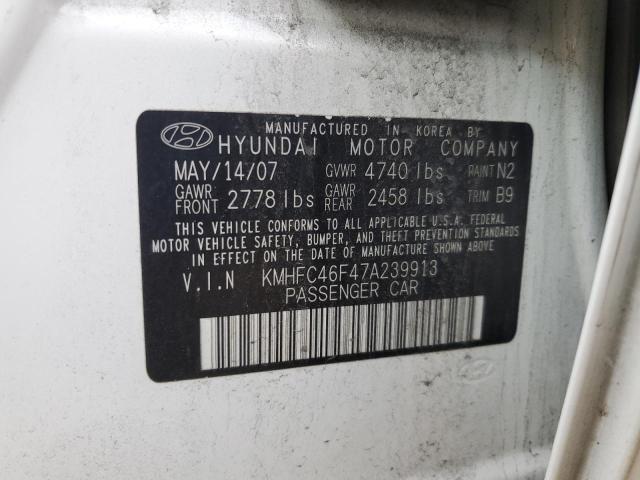 MANUFACTURED IN KOREA BY
HYUNDAI MOTOR COMPANY
MAY/14/07 GVWR 4740 lbs PAINT N2
GAWR FRONT 2778 lbs GAWR REAR 2458 lbs TRIM B9
THIS VEHICLE CONFORMS TO ALL APPLICABLE U.S.A. FEDERAL
MOTOR VEHICLE SAFETY, BUMPER, AND THEFT PREVENTION STANDARDS
IN EFFECT ON THE DATE OF MANUFACTURE SHOWN ABOVE.
V.I.N KMHFC46F47A239913
PASSENGER CAR